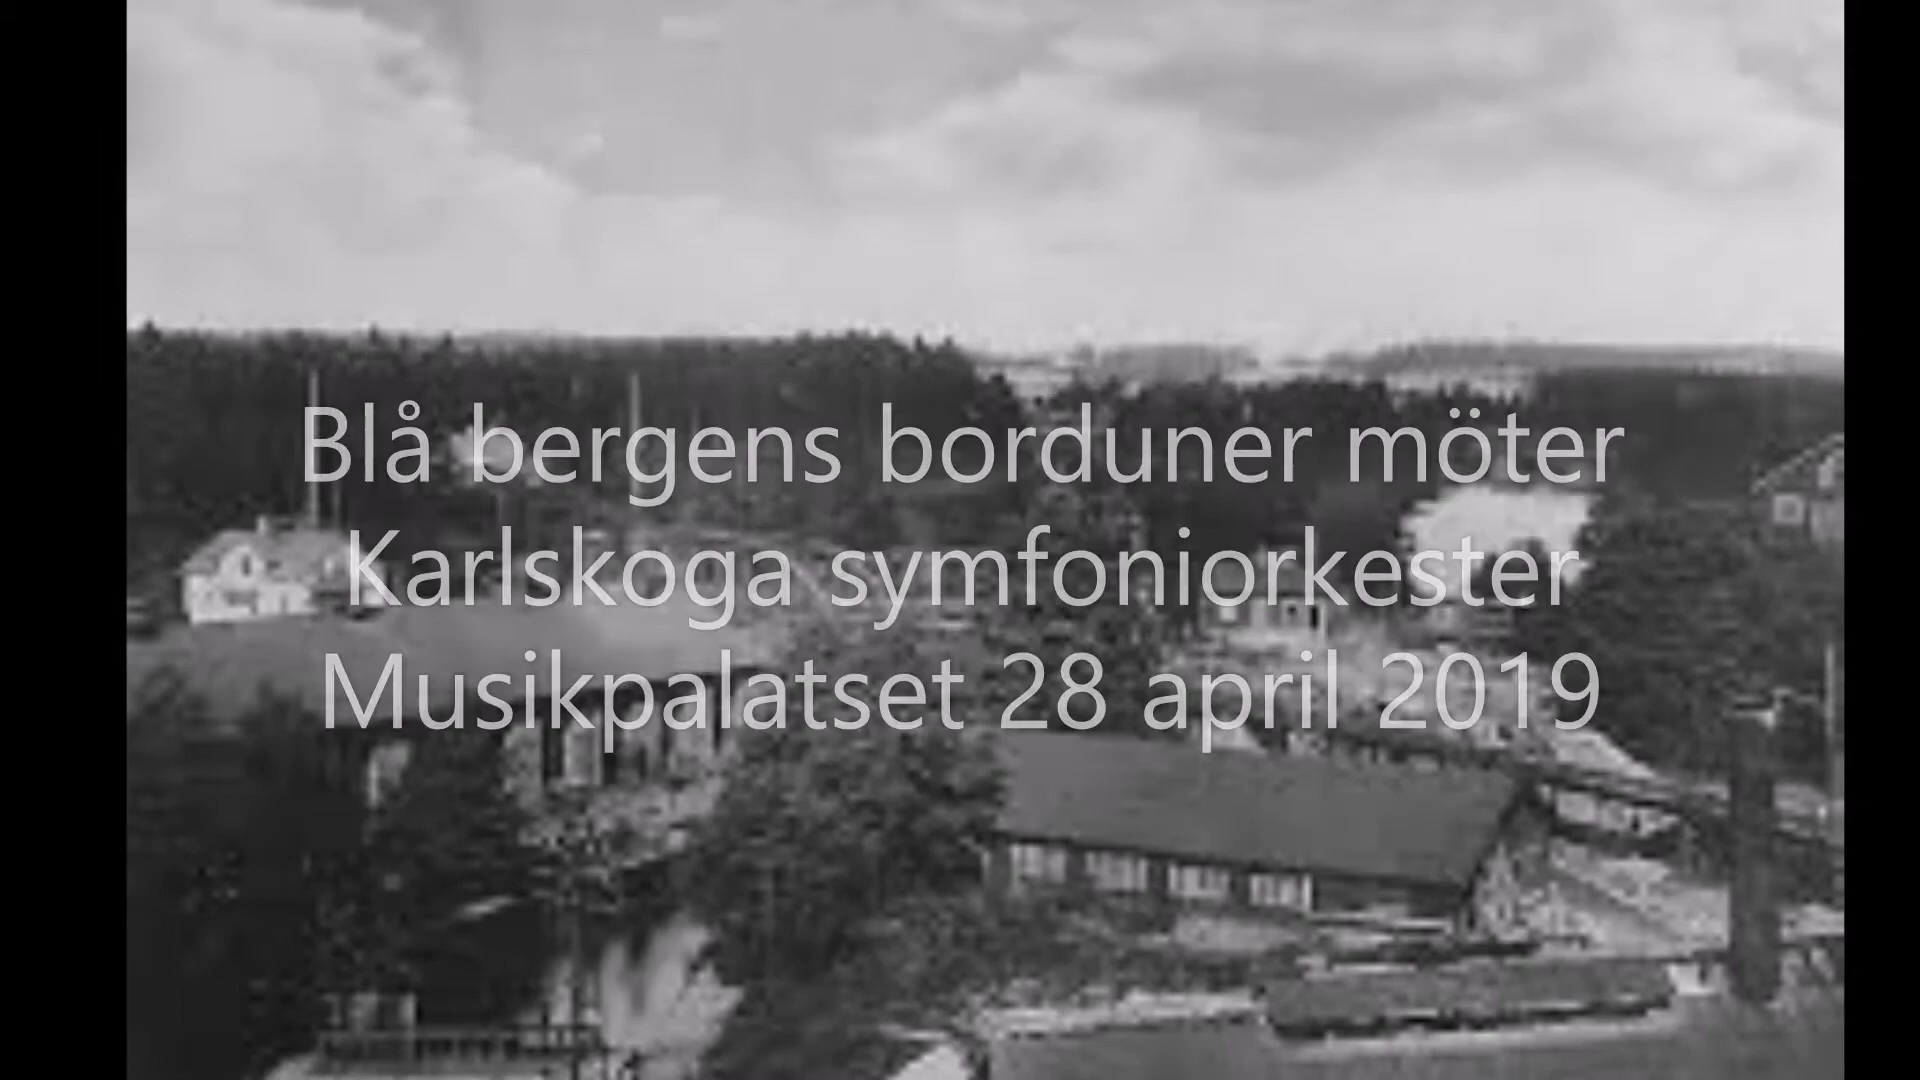 Blå bergens borduner möter
Karlskoga symfoniorkester
Musikpalatset 28 april 2019